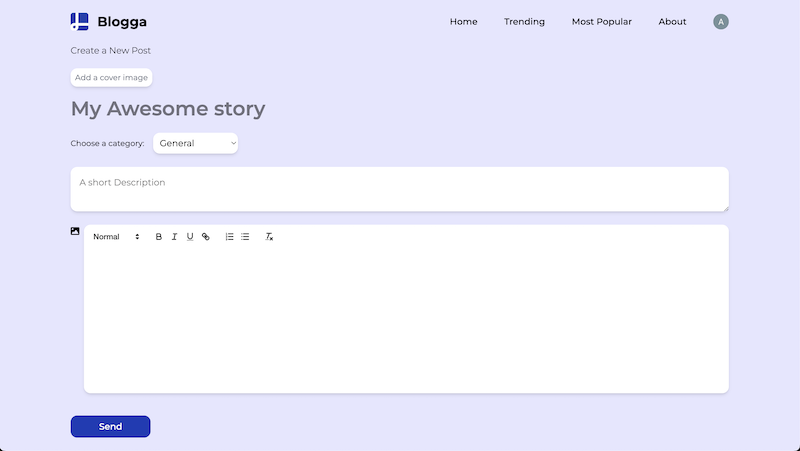 Blogga Home Trending Most Popular About A
Create a New Post
Add a cover image
My Awesome story
Choose a category: General
A short Description
Normal B I U
Send